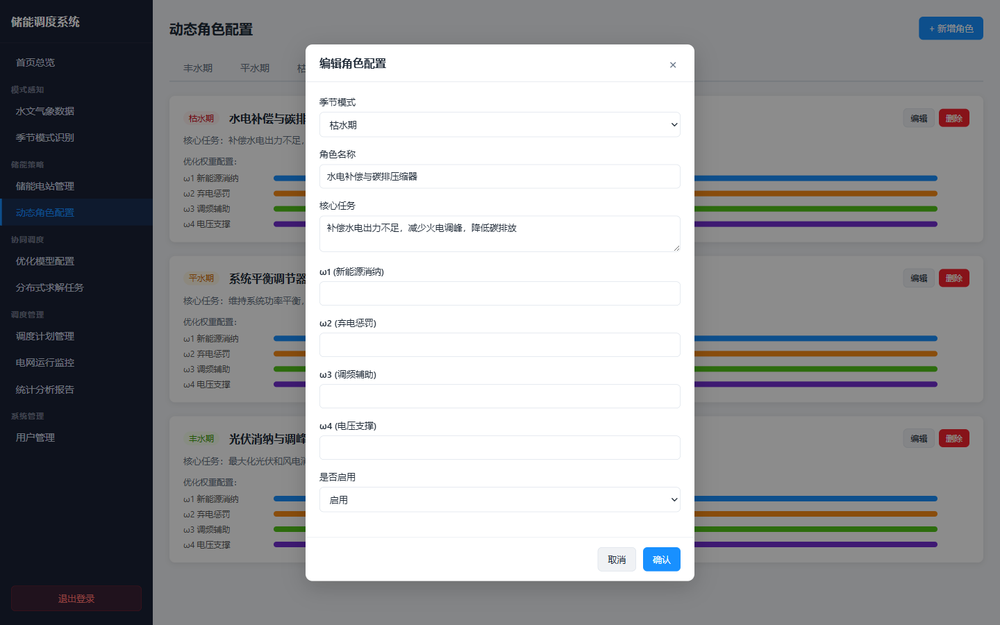 储能调度系统
首页总览
模式感知
水文气象数据
季节模式识别
储能策略
储能电站管理
动态角色配置
协同调度
优化模型配置
分布式求解任务
调度管理
调度计划管理
电网运行监控
统计分析报告
系统管理
用户管理
退出登录
动态角色配置
+ 新增角色
丰水期
平水期
枯
枯水期
水电补偿与碳排
编辑
删除
核心任务：补偿水电出力不足，
优化权重配置：
ω1 新能源消纳
ω2 弃电惩罚
ω3 调频辅助
ω4 电压支撑
平水期
系统平衡调节器
编辑
删除
核心任务：维持系统功率平衡，
优化权重配置：
ω1 新能源消纳
ω2 弃电惩罚
ω3 调频辅助
ω4 电压支撑
丰水期
光伏消纳与调峰
编辑
删除
核心任务：最大化光伏和风电消
优化权重配置：
ω1 新能源消纳
ω2 弃电惩罚
ω3 调频辅助
ω4 电压支撑
编辑角色配置
×
季节模式
枯水期
角色名称
水电补偿与碳排压缩器
核心任务
补偿水电出力不足，减少火电调峰，降低碳排放
ω1 (新能源消纳)
ω2 (弃电惩罚)
ω3 (调频辅助)
ω4 (电压支撑)
是否启用
启用
取消
确认